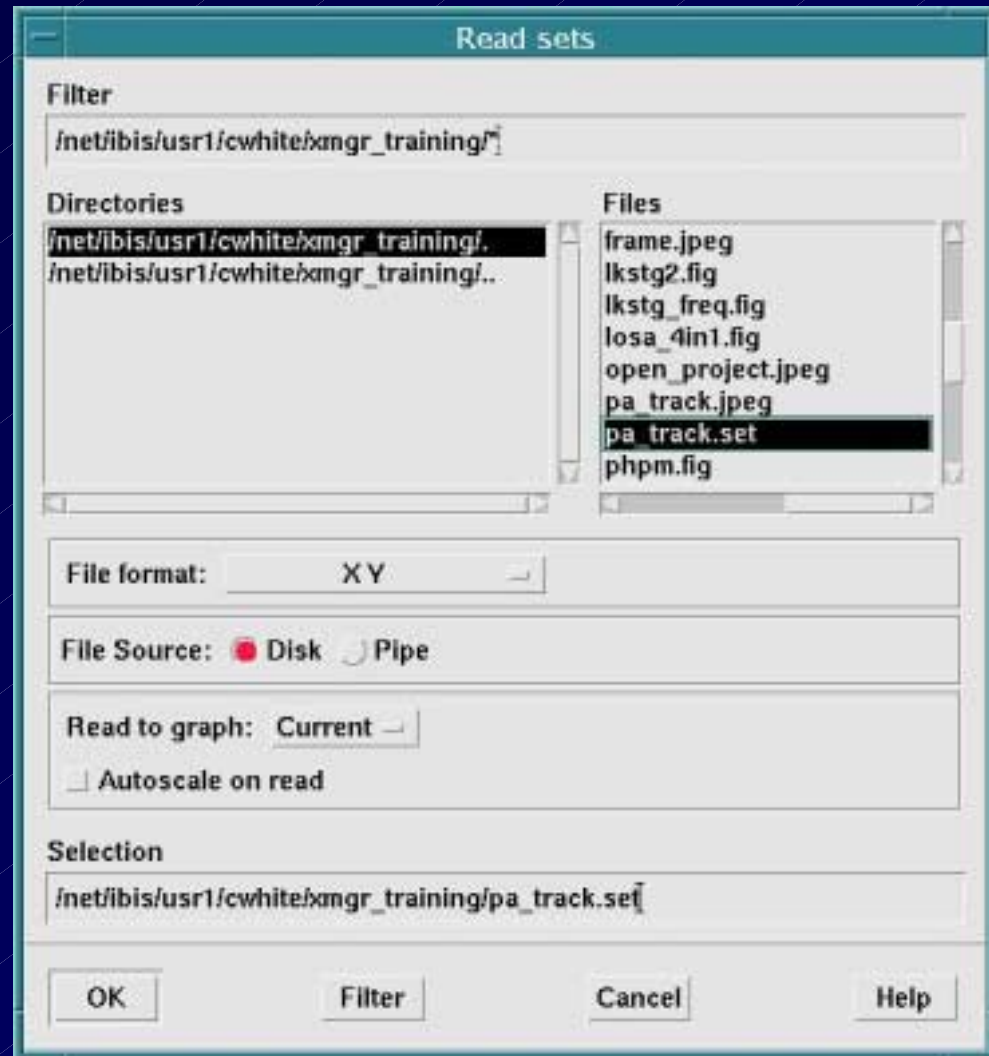 Read sets
Filter
/net/ibis/usr1/cwhite/xmgr_training/*
Directories
/net/ibis/usr1/cwhite/xmgr_training/.
/net/ibis/usr1/cwhite/xmgr_training/..
Files
frame.jpeg
lkstg2.fig
lkstg_freq.fig
losa_4in1.fig
open_project.jpeg
pa_track.jpeg
pa_track.set
phpm.fig
File format: X Y
File Source: Disk Pipe
Read to graph: Current
Autoscale on read
Selection
/net/ibis/usr1/cwhite/xmgr_training/pa_track.set
OK Filter Cancel Help